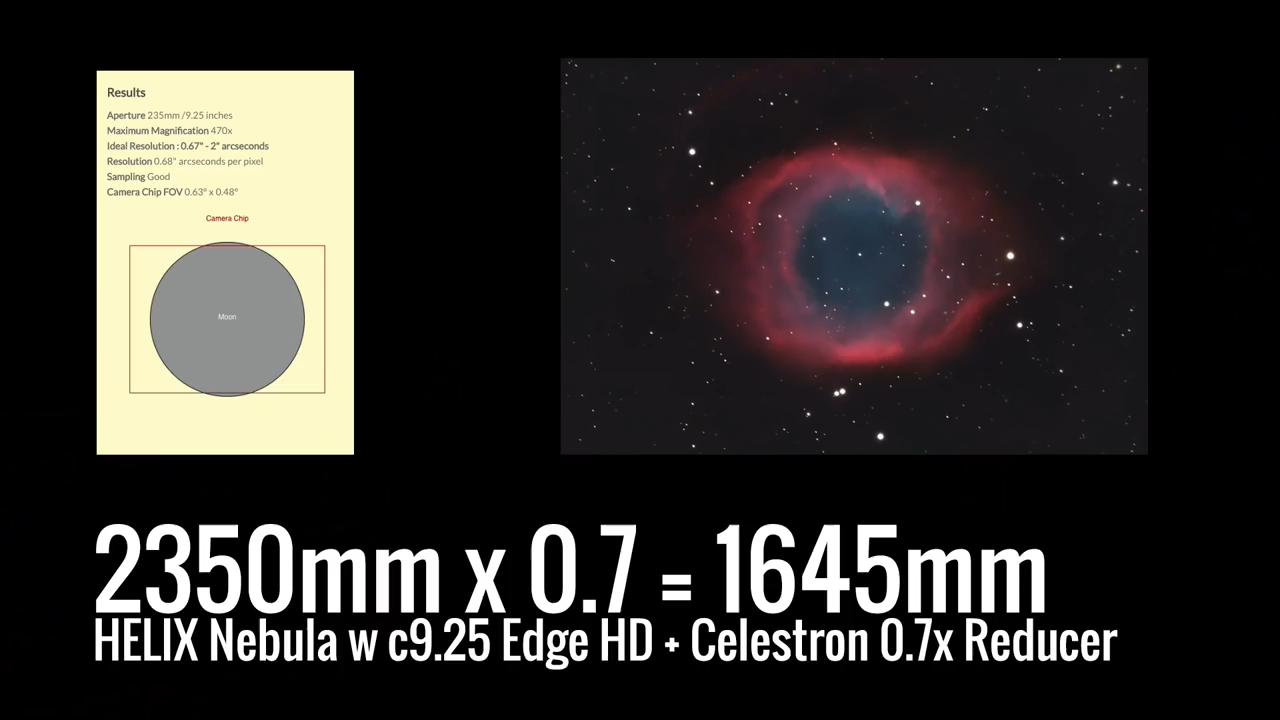 Results
Aperture 235mm /9.25 inches
Maximum Magnification 470x
Ideal Resolution : 0.67" - 2" arcseconds
Resolution 0.68" arcseconds per pixel
Sampling Good
Camera Chip FOV 0.63° x 0.48°
Camera Chip
Moon
2350mm x 0.7 = 1645mm
HELIX Nebula w c9.25 Edge HD + Celestron 0.7x Reducer